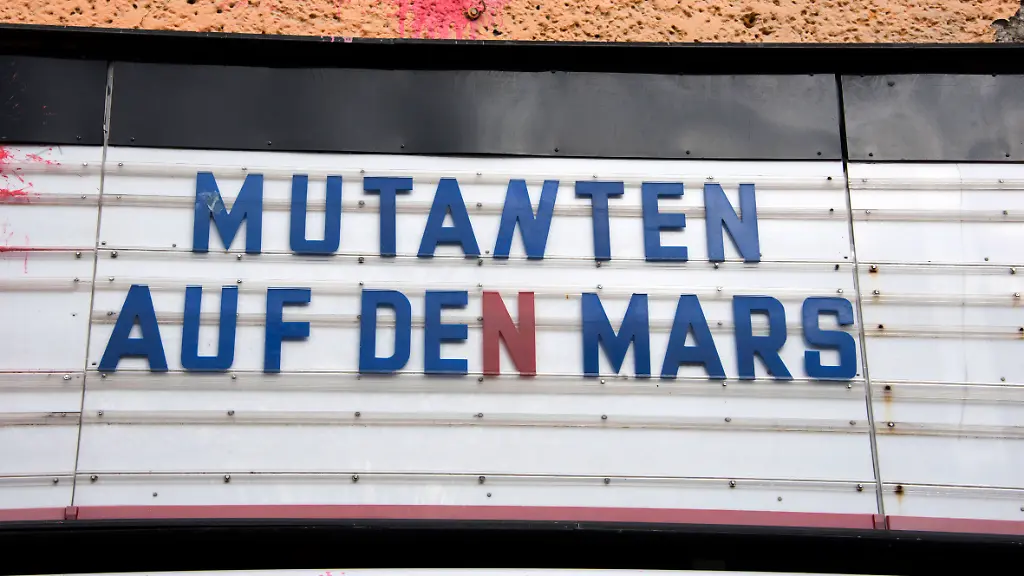 MUTANTEN
AUF DEN MARS